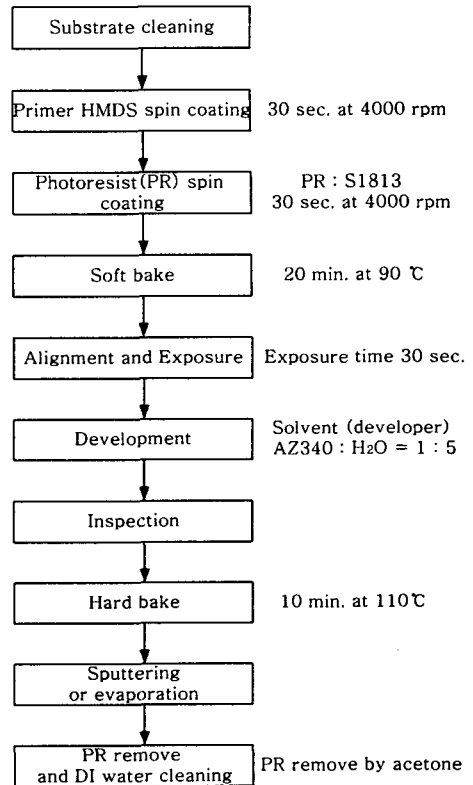 Substrate cleaning
Primer HMDS spin coating 30 sec. at 4000 rpm
Photoresist(PR) spin
coating
PR : S1813
30 sec. at 4000 rpm
Soft bake 20 min. at 90 ℃
Alignment and Exposure Exposure time 30 sec.
Development
Solvent (developer)
AZ340 : H2O = 1 : 5
Inspection
Hard bake 10 min. at 110℃
Sputtering
or evaporation
PR remove
and DI water cleaning
PR remove by acetone